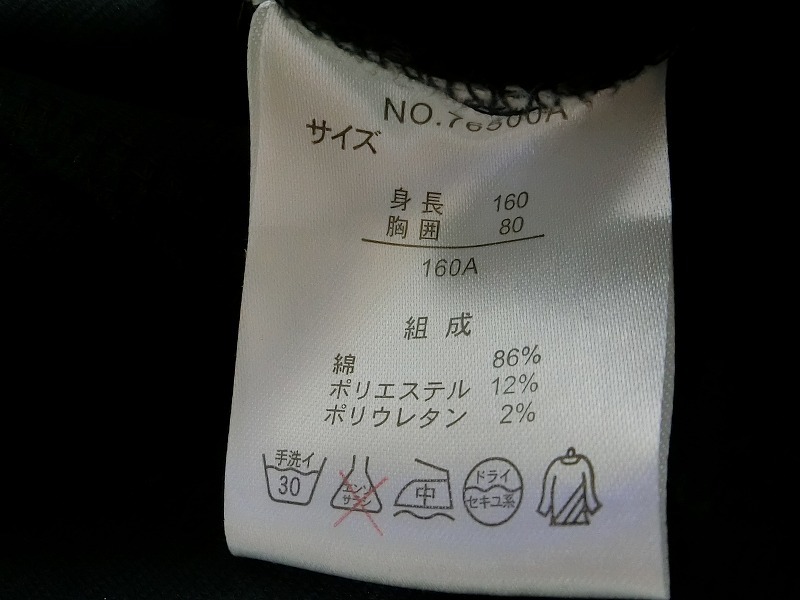 NO.76500A
サイズ
身長 160
胸囲 80
160A
組成
綿 86%
ポリエステル 12%
ポリウレタン 2%
手洗イ
30
エンソ
サラシ
中
ドライ
セキユ系